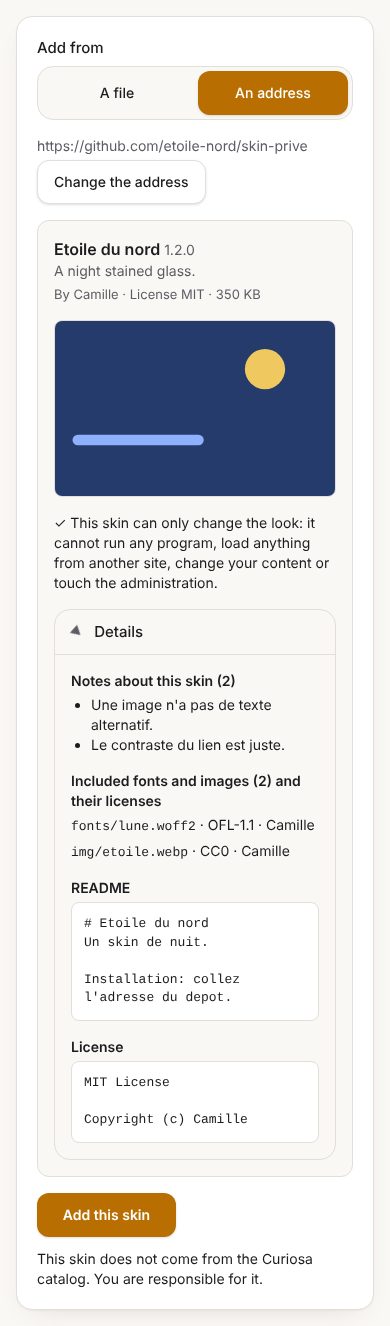 Add from
A file
An address
https://github.com/etoile-nord/skin-prive
Change the address
Etoile du nord 1.2.0
A night stained glass.
By Camille · License MIT · 350 KB
✓ This skin can only change the look: it
cannot run any program, load anything
from another site, change your content or
touch the administration.
Details
Notes about this skin (2)
• Une image n'a pas de texte
alternatif.
• Le contraste du lien est juste.
Included fonts and images (2) and
their licenses
fonts/lune.woff2 · OFL-1.1 · Camille
img/etoile.webp · CC0 · Camille
README
# Etoile du nord
Un skin de nuit.
Installation: collez
l'adresse du depot.
License
MIT License
Copyright (c) Camille
Add this skin
This skin does not come from the Curiosa
catalog. You are responsible for it.